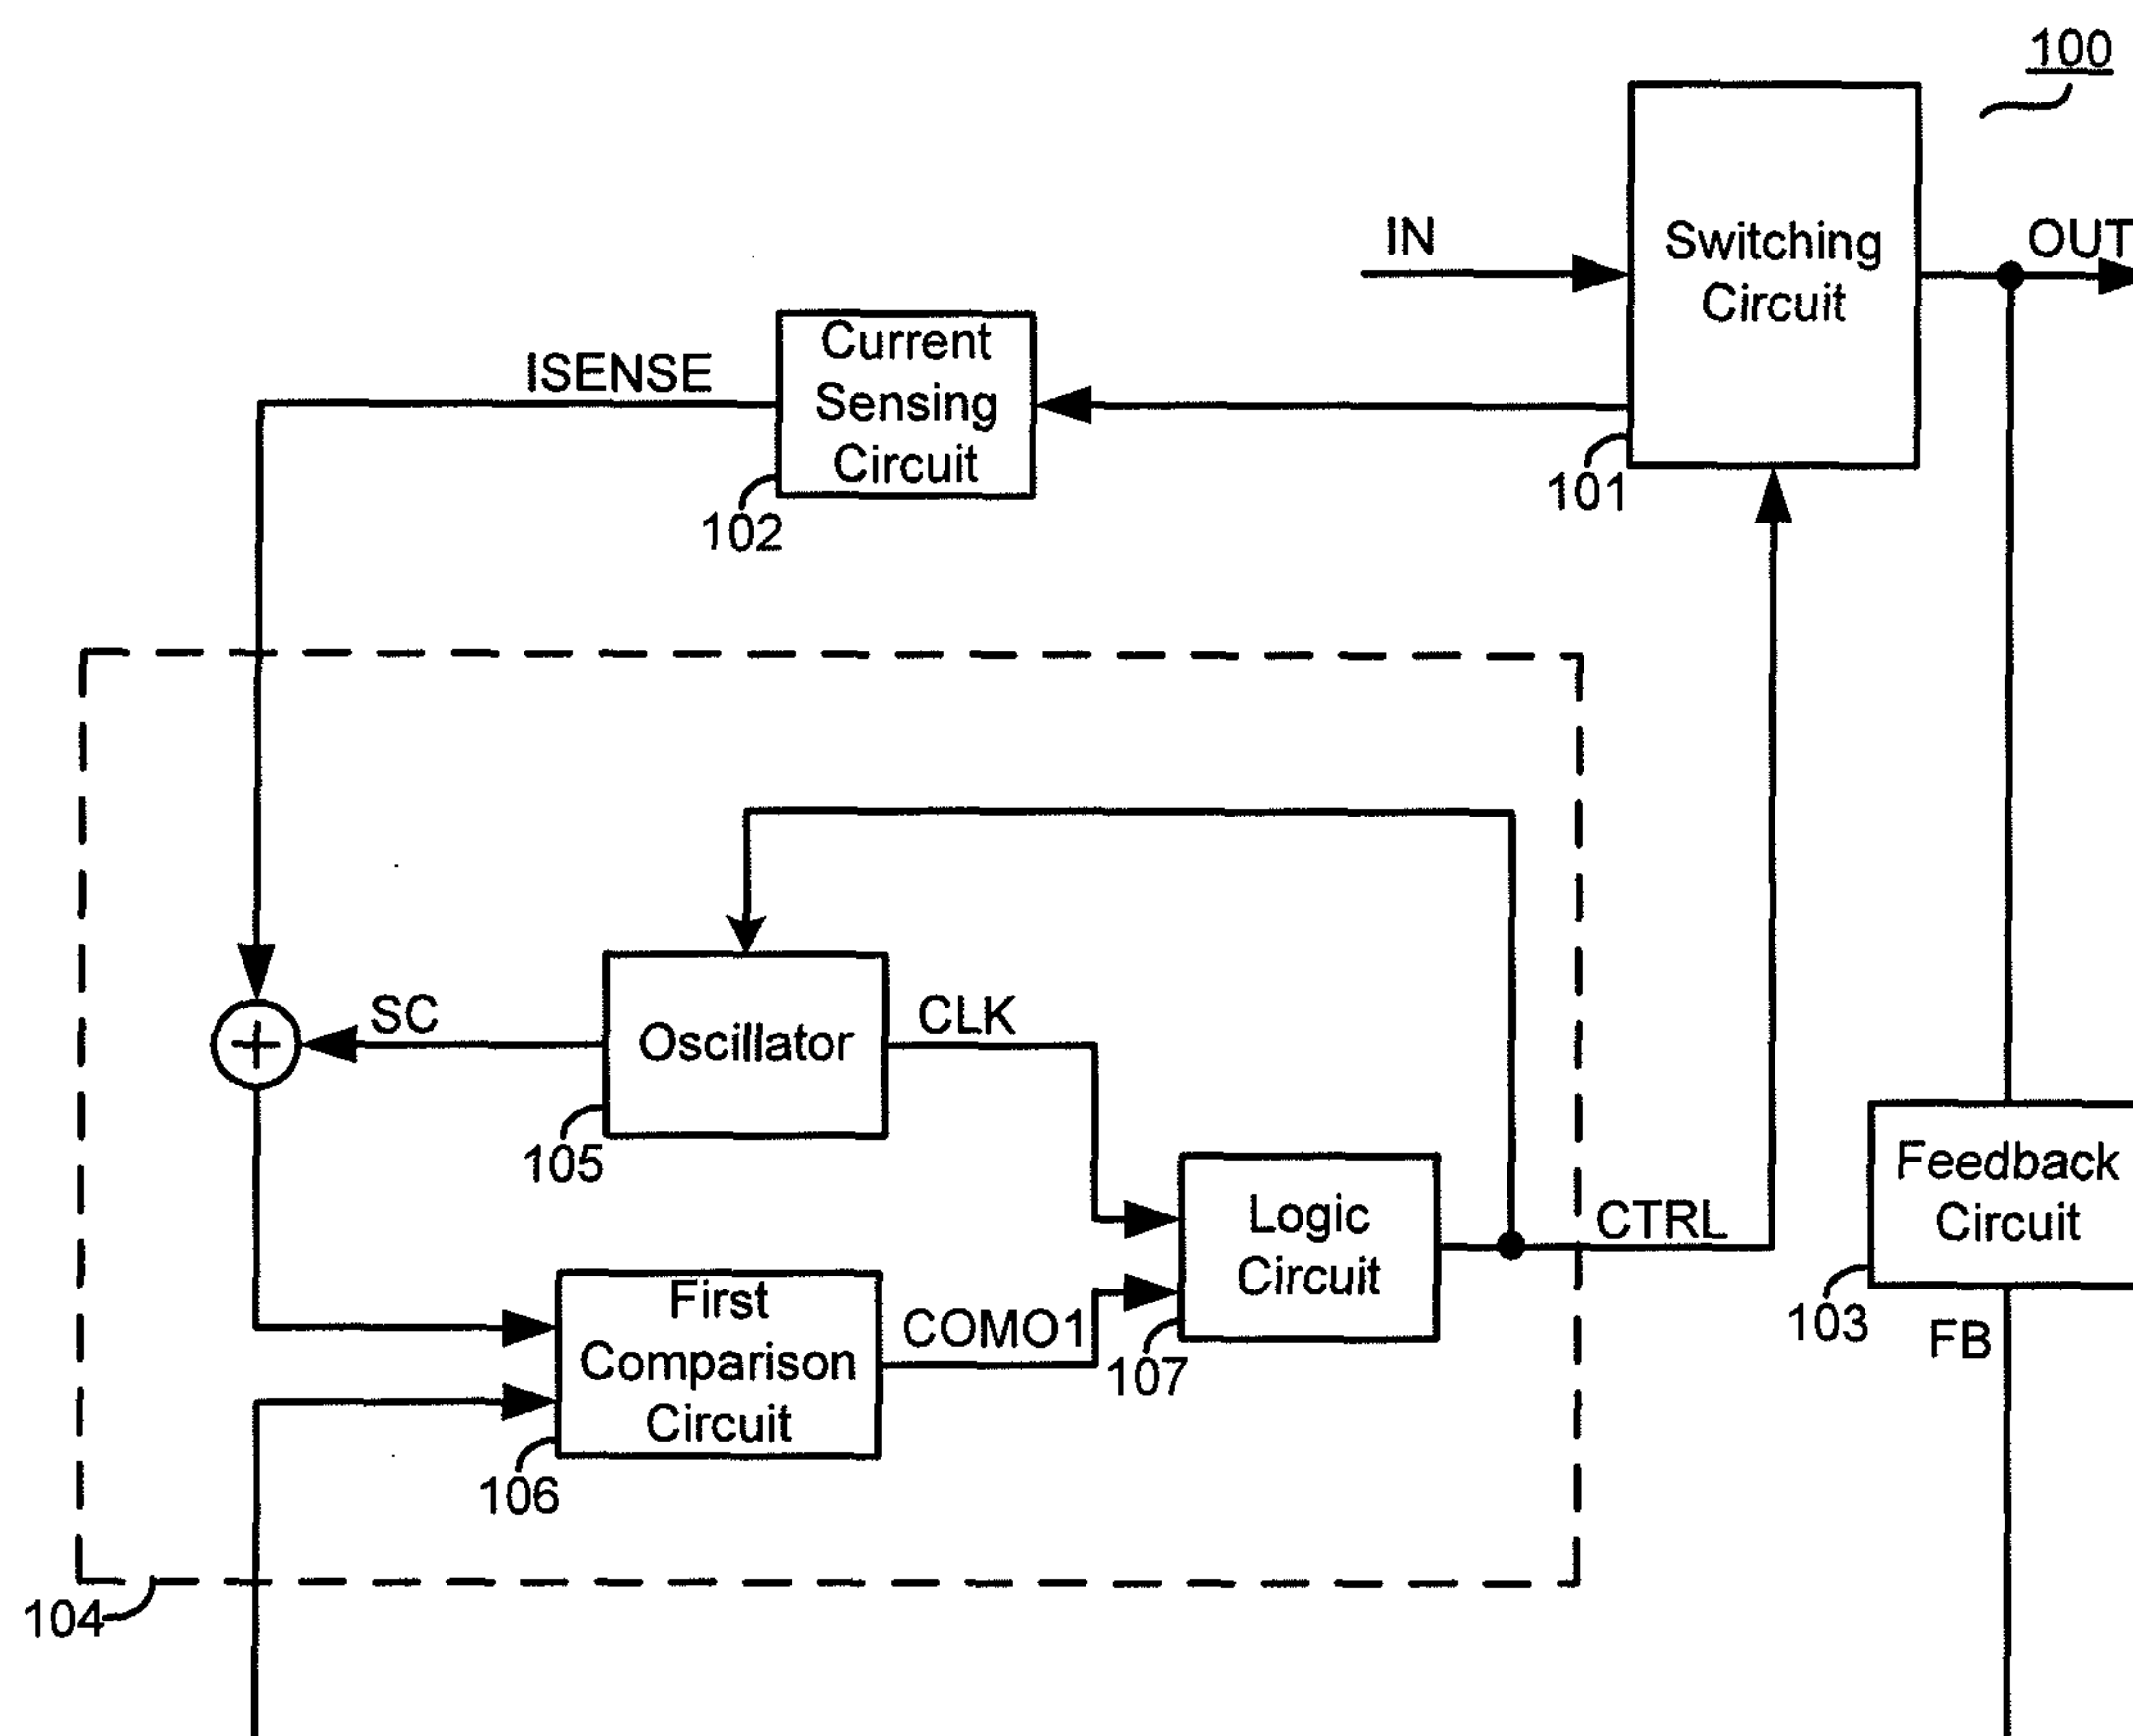 100
IN
Switching
Circuit
OUT
101
ISENSE
Current
Sensing
Circuit
102
SC
Oscillator
CLK
105
Logic
Circuit
CTRL
107
First
Comparison
Circuit
COMO1
106
Feedback
Circuit
103
FB
104